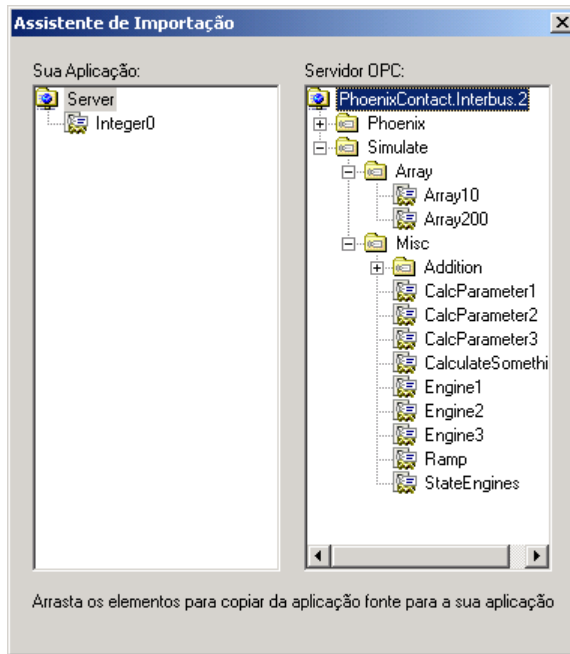 Assistente de Importação
Sua Aplicação:
Server
Integer0
Servidor OPC:
PhoenixContact.Interbus.2
Phoenix
Simulate
Array
Array10
Array200
Misc
Addition
CalcParameter1
CalcParameter2
CalcParameter3
CalculateSomethi
Engine1
Engine2
Engine3
Ramp
StateEngines
Arrasta os elementos para copiar da aplicação fonte para a sua aplicação